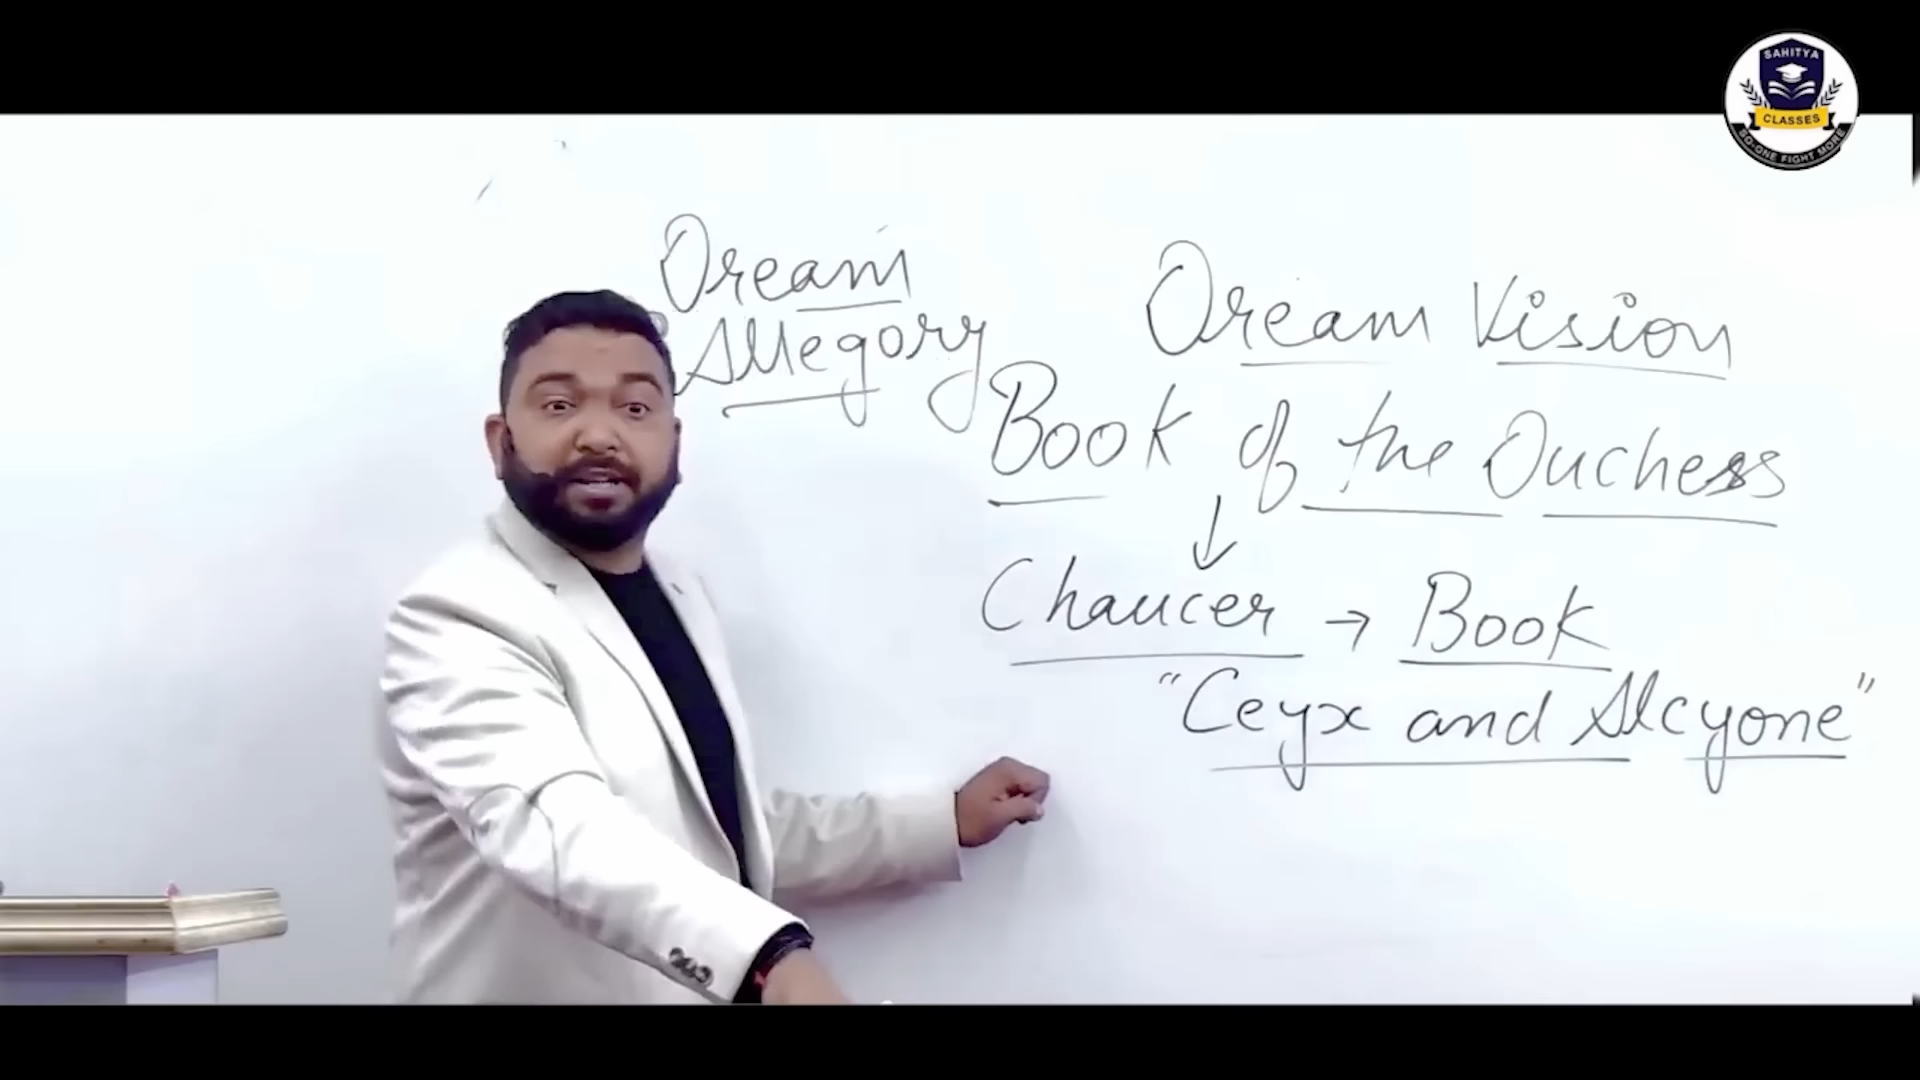 SAHITYA
CLASSES
Dream
Allegory
Dream Vision
Book of the Duchess
↓
Chaucer → Book
"Ceyx and Alcyone"